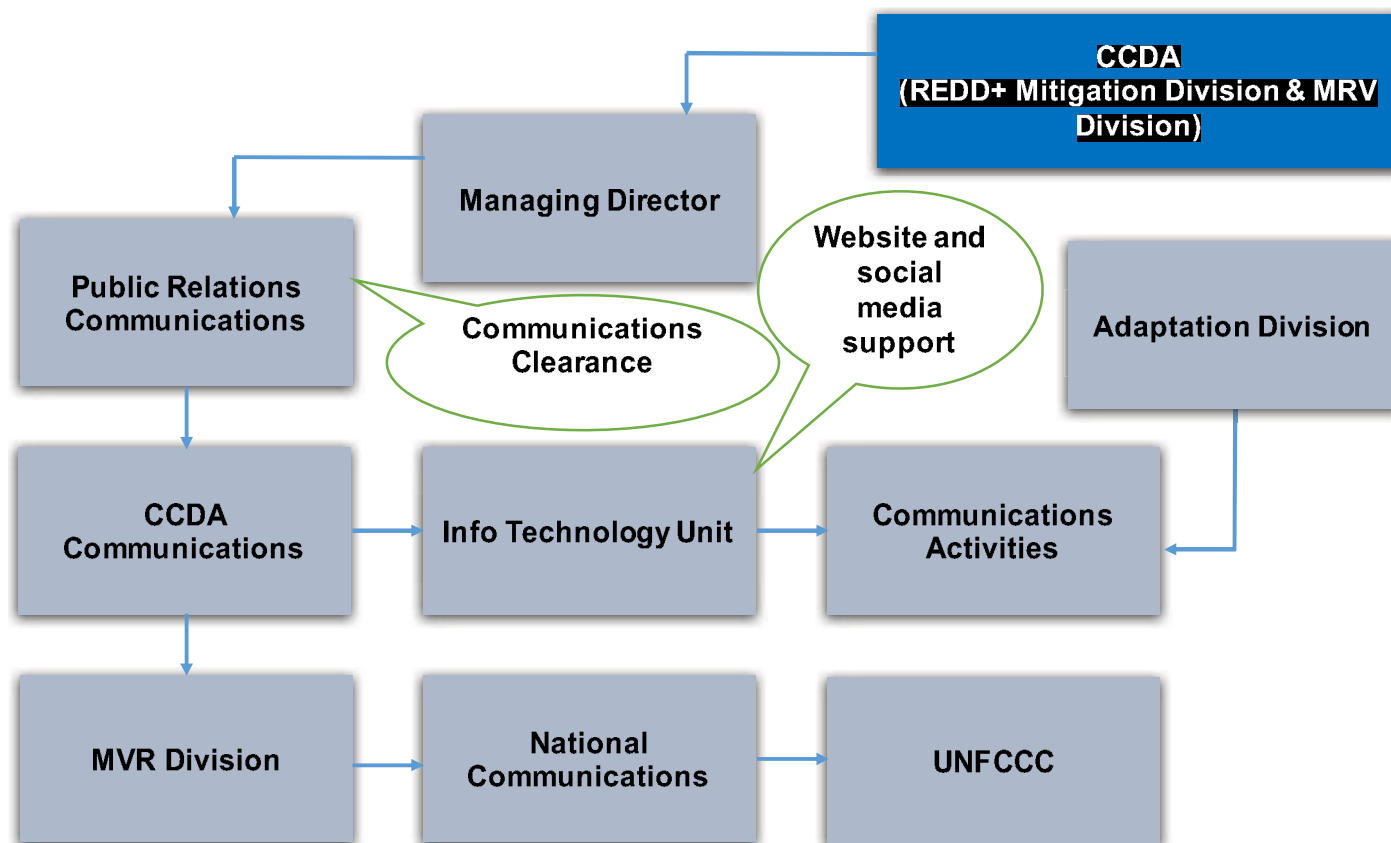 CCDA
(REDD+ Mitigation Division & MRV
Division)
Managing Director
Public Relations
Communications
Communications
Clearance
Website and
social
media
support
Adaptation Division
CCDA
Communications
Info Technology Unit
Communications
Activities
MVR Division
National
Communications
UNFCCC